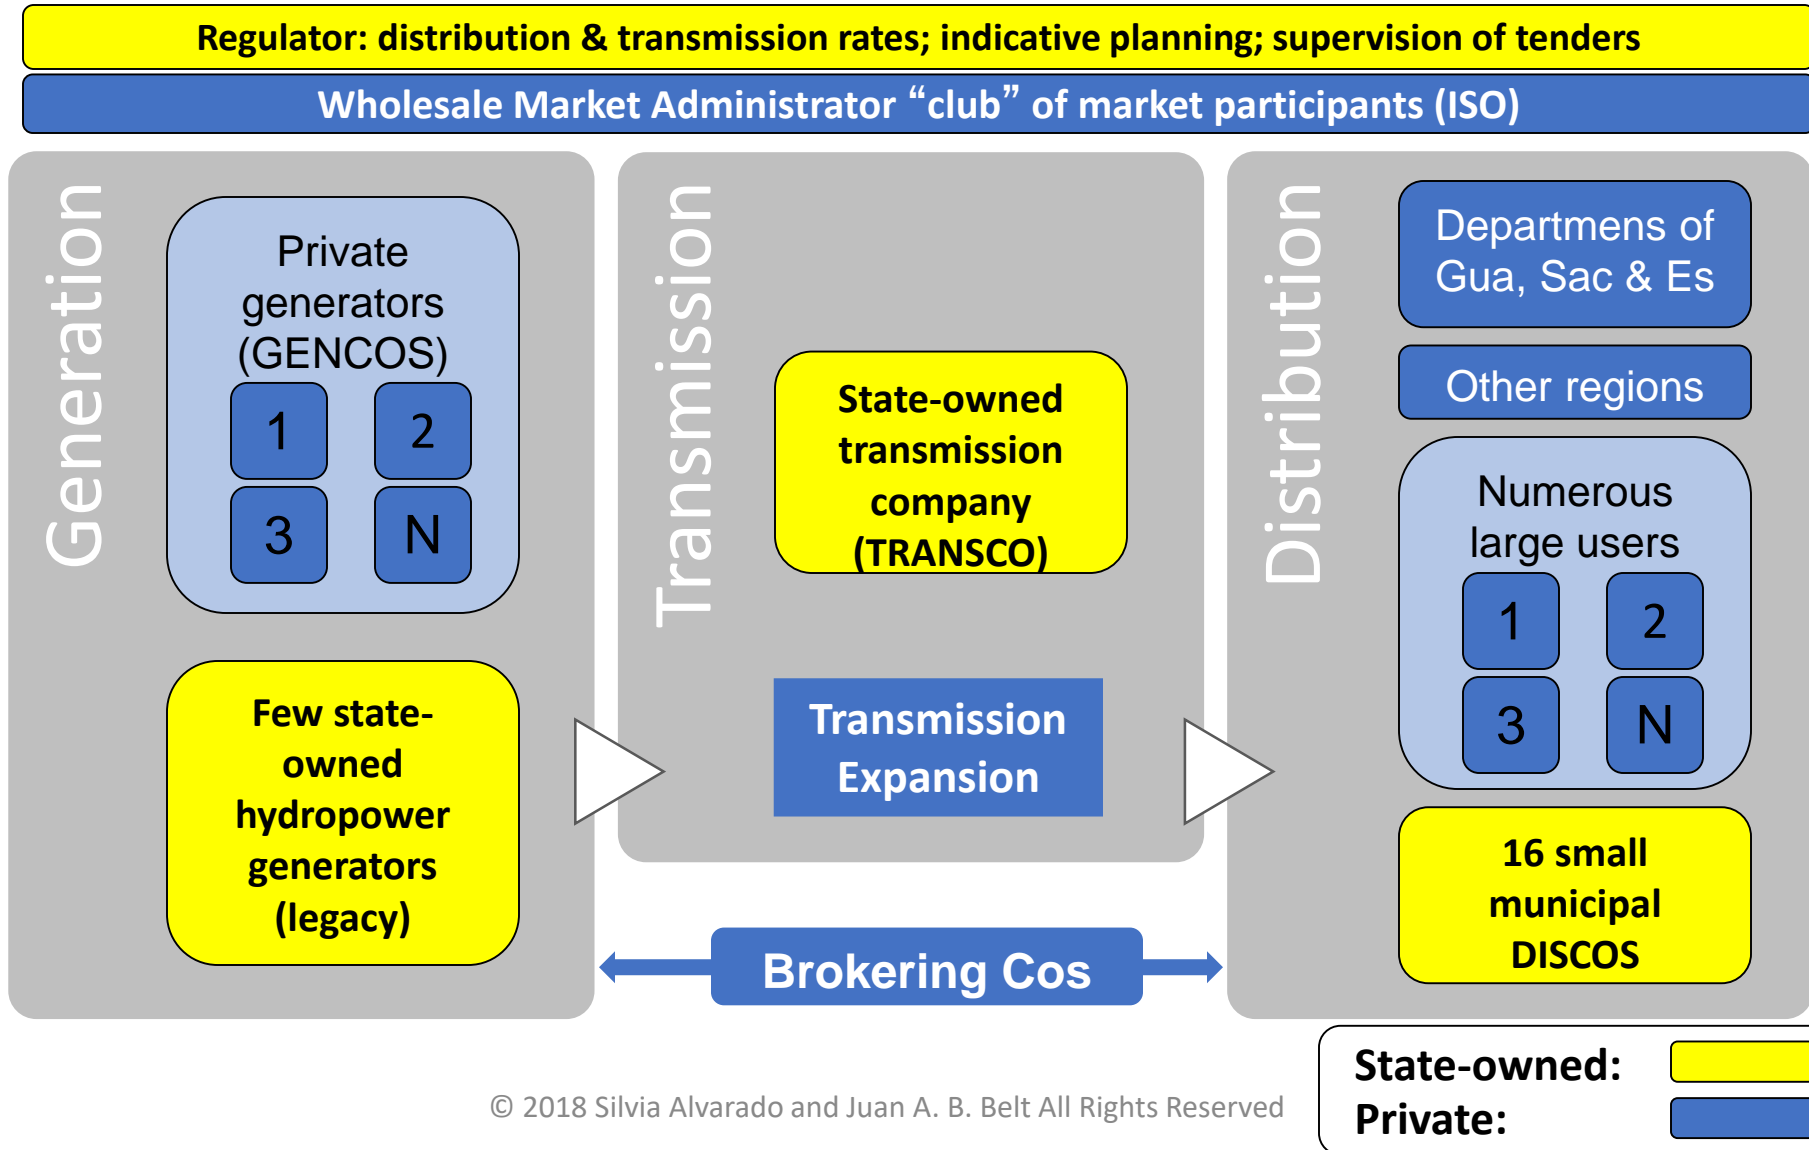 Regulator: distribution & transmission rates; indicative planning; supervision of tenders
Wholesale Market Administrator “club” of market participants (ISO)
Generation
Private
generators
(GENCOS)
1
2
3
N
Few state-
owned
hydropower
generators
(legacy)
Transmission
State-owned
transmission
company
(TRANSCO)
Transmission
Expansion
Brokering Cos
Distribution
Departmens of
Gua, Sac & Es
Other regions
Numerous
large users
1
2
3
N
16 small
municipal
DISCOS
State-owned:
Private:
© 2018 Silvia Alvarado and Juan A. B. Belt All Rights Reserved